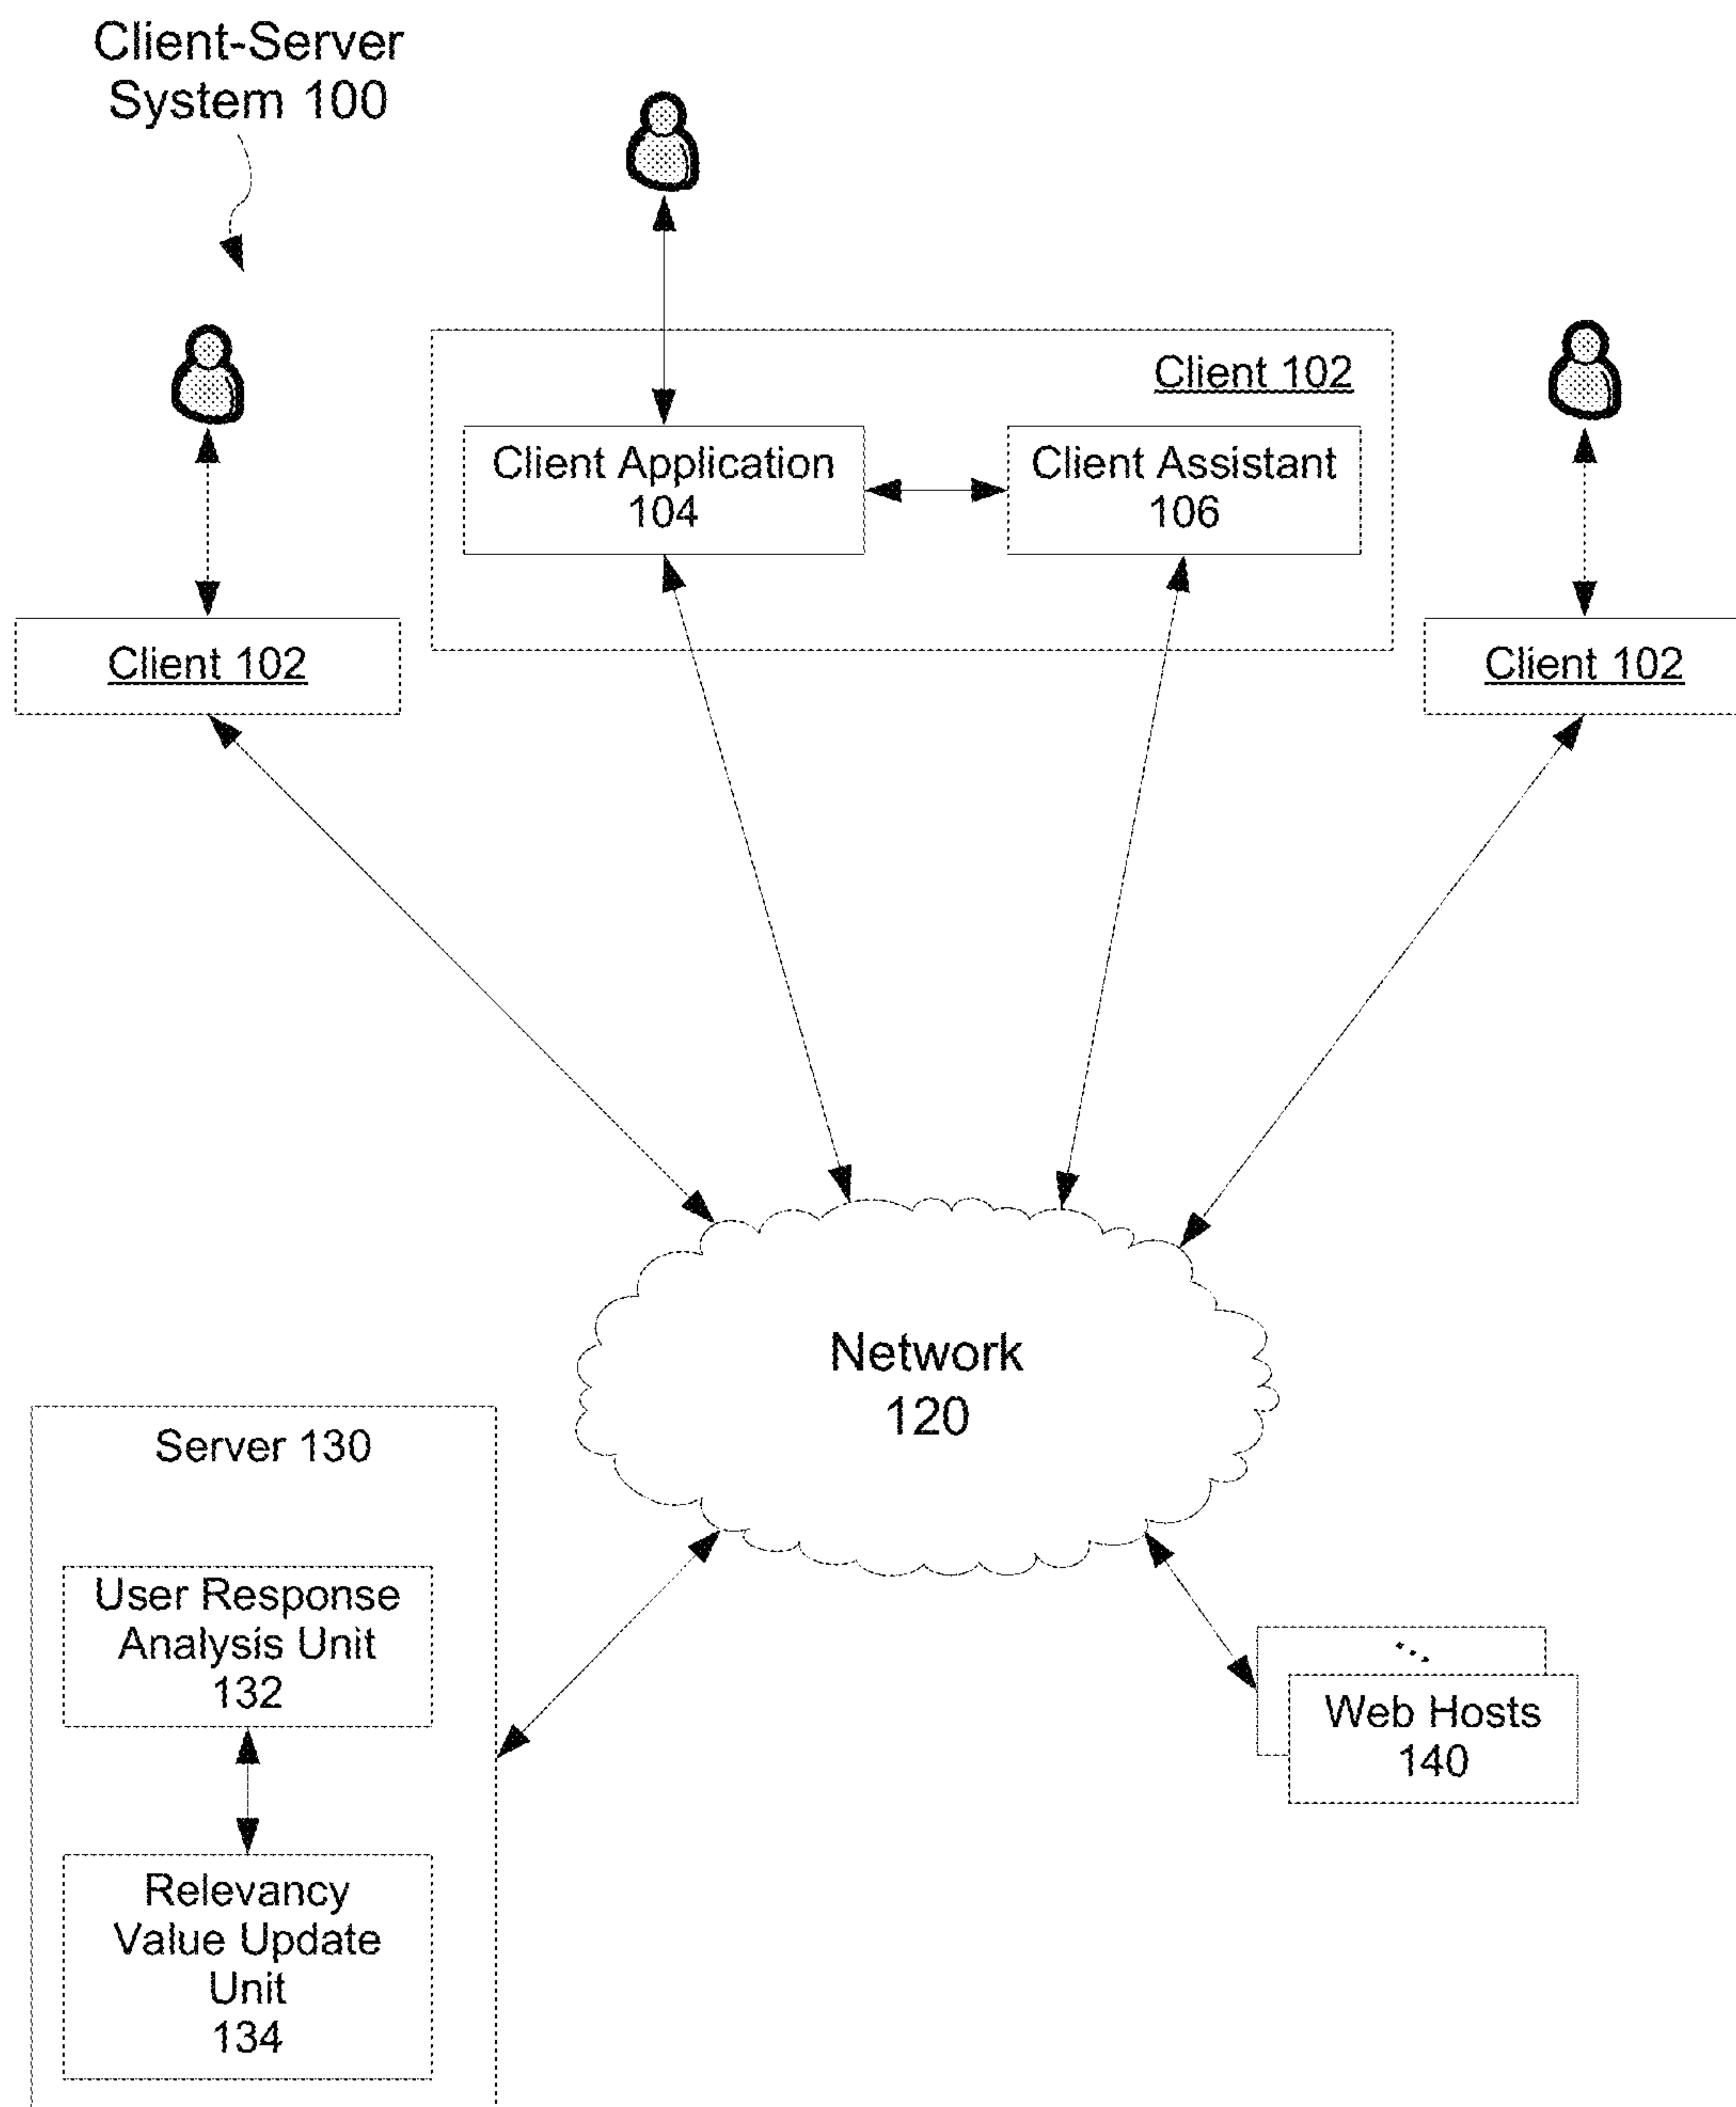 Client-Server
System 100
Client 102
Client Application
104
Client Assistant
106
Client 102
Client 102
Network
120
Server 130
User Response
Analysis Unit
132
Relevancy
Value Update
Unit
134
Web Hosts
140